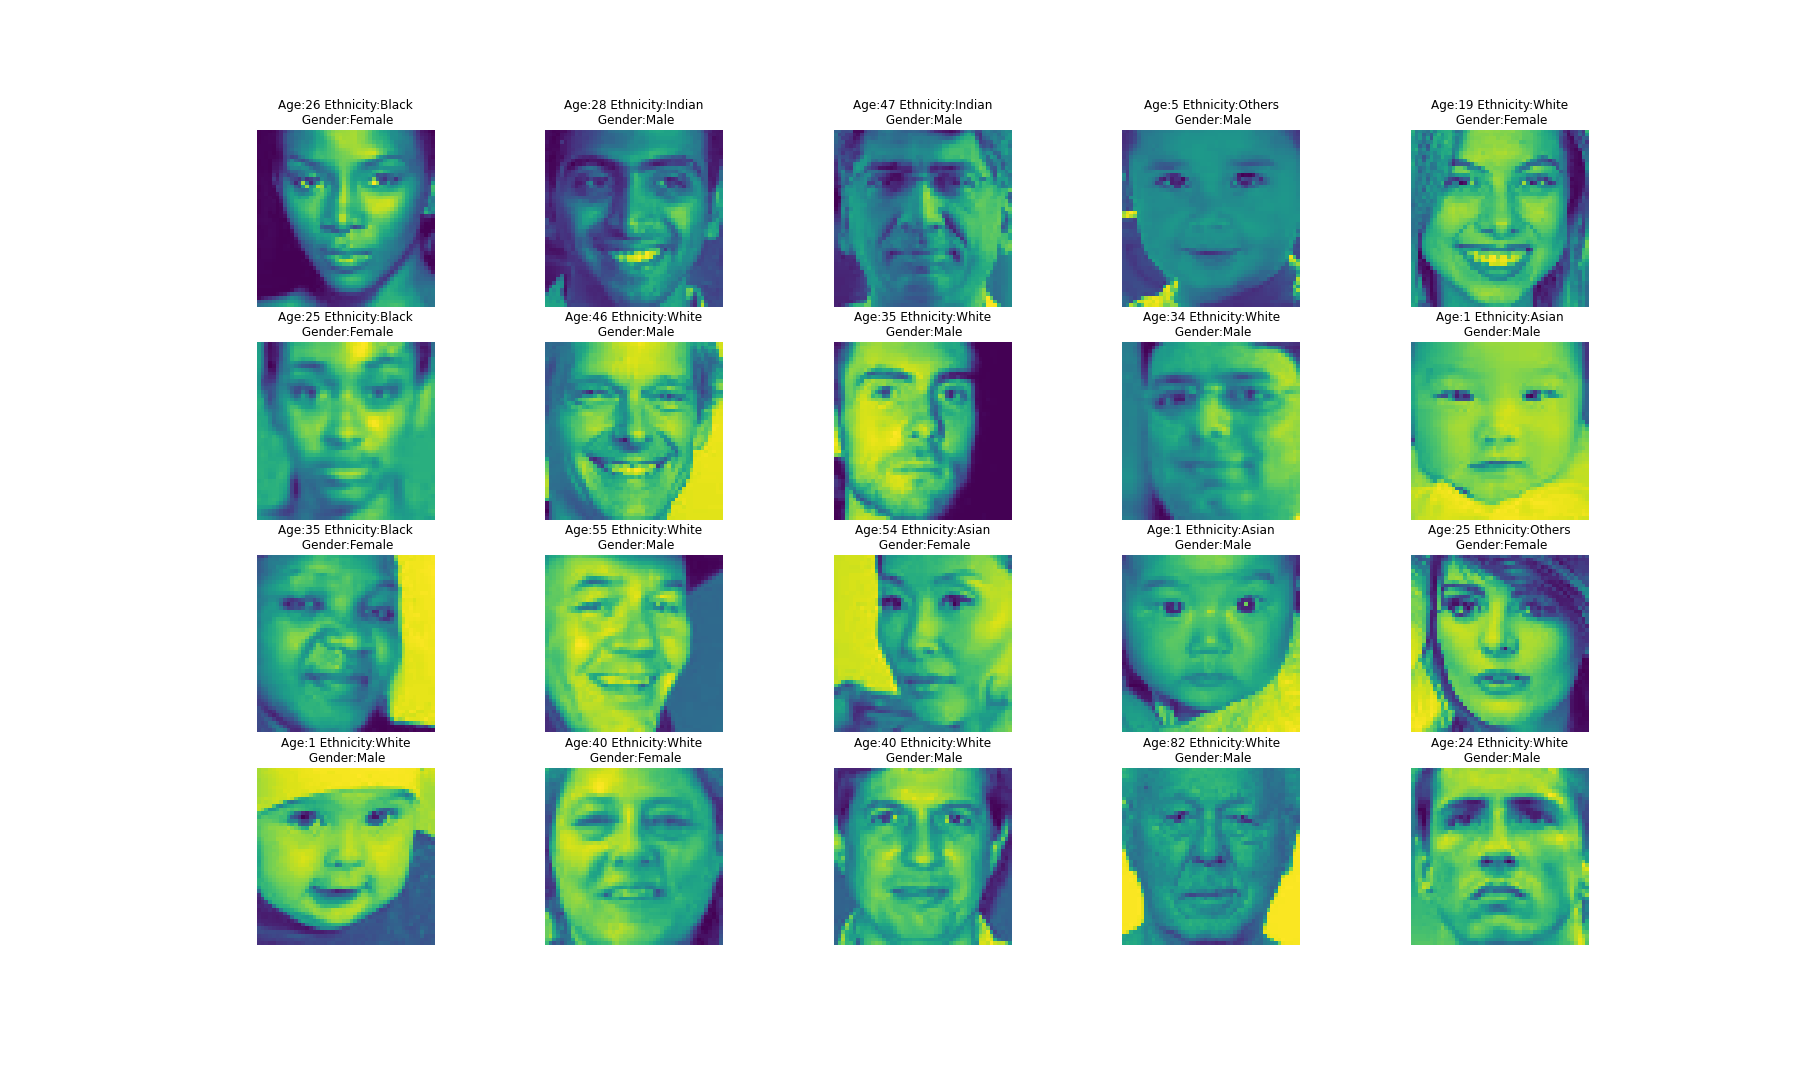 Age:26 Ethnicity:Black
Gender:Female
Age:28 Ethnicity:Indian
Gender:Male
Age:47 Ethnicity:Indian
Gender:Male
Age:5 Ethnicity:Others
Gender:Male
Age:19 Ethnicity:White
Gender:Female
Age:25 Ethnicity:Black
Gender:Female
Age:46 Ethnicity:White
Gender:Male
Age:35 Ethnicity:White
Gender:Male
Age:34 Ethnicity:White
Gender:Male
Age:1 Ethnicity:Asian
Gender:Male
Age:35 Ethnicity:Black
Gender:Female
Age:55 Ethnicity:White
Gender:Male
Age:54 Ethnicity:Asian
Gender:Female
Age:1 Ethnicity:Asian
Gender:Male
Age:25 Ethnicity:Others
Gender:Female
Age:1 Ethnicity:White
Gender:Male
Age:40 Ethnicity:White
Gender:Female
Age:40 Ethnicity:White
Gender:Male
Age:82 Ethnicity:White
Gender:Male
Age:24 Ethnicity:White
Gender:Male